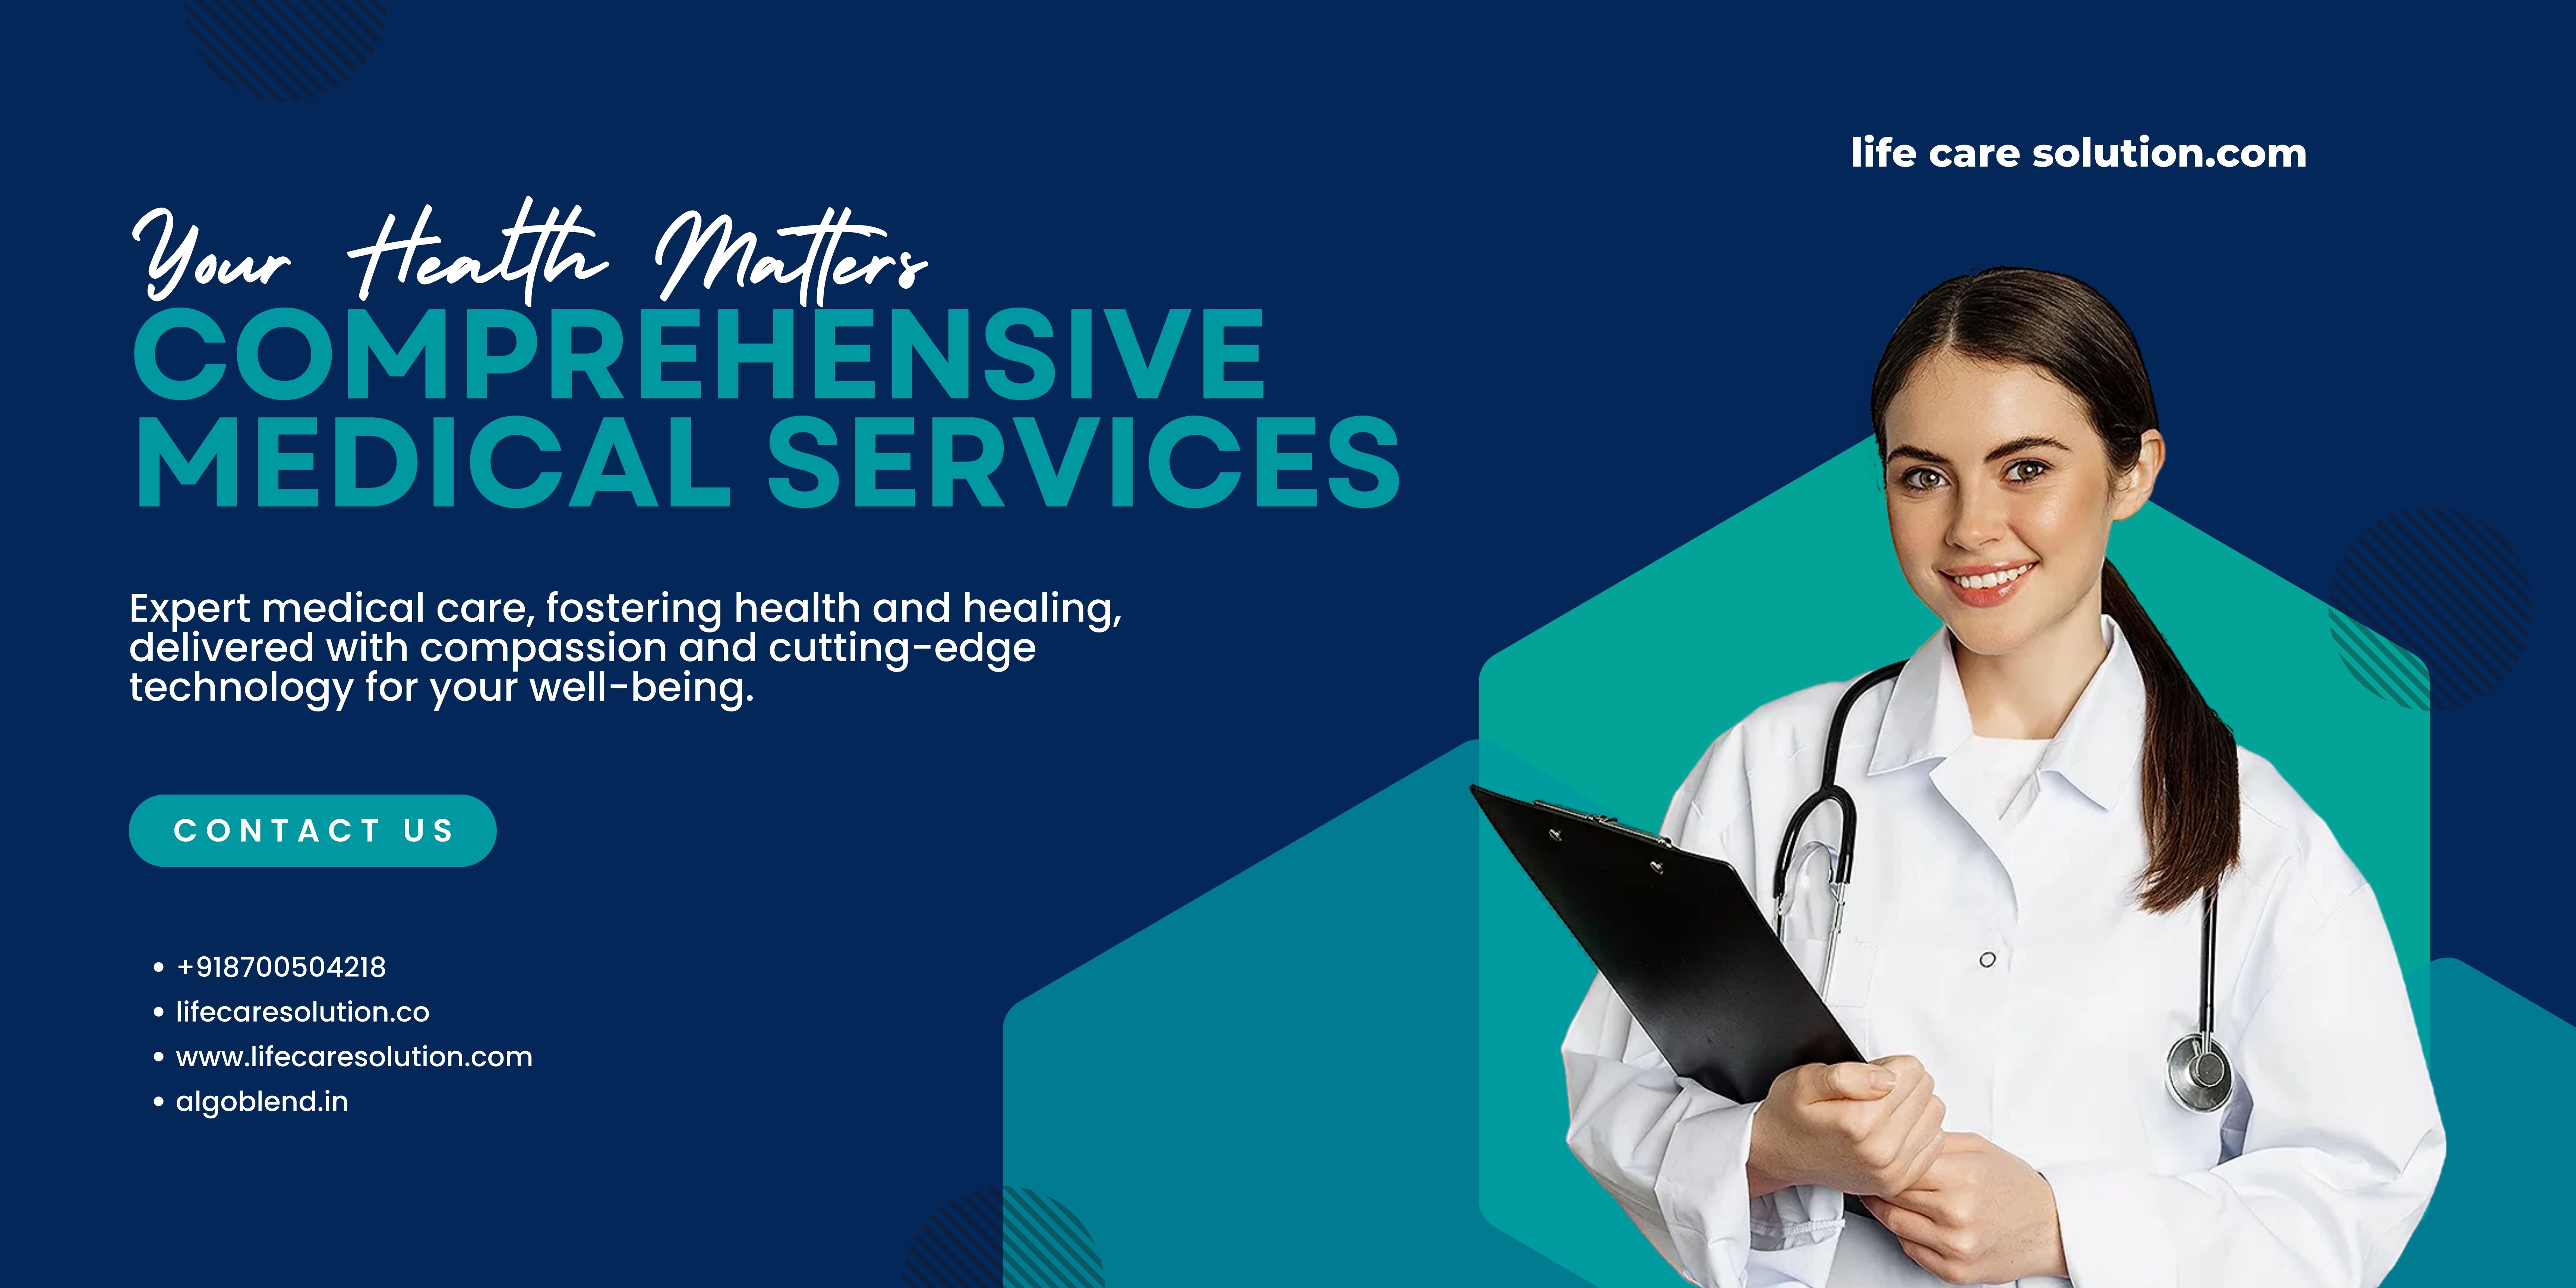 life care solution.com
Your Health Matters
COMPREHENSIVE
MEDICAL SERVICES
Expert medical care, fostering health and healing,
delivered with compassion and cutting-edge
technology for your well-being.
CONTACT US
• +918700504218
• lifecaresolution.co
• www.lifecaresolution.com
• algoblend.in